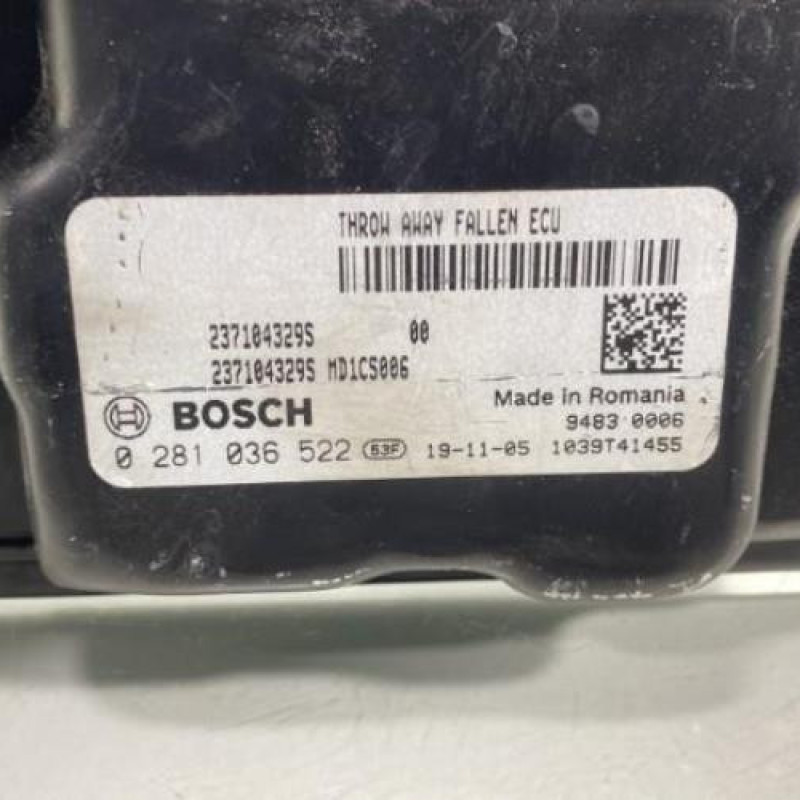 THROW AWAY FALLEN ECU
237104329S 00
237104329S MD1CS006
BOSCH Made in Romania
9483 0006
0 281 036 522 53F 19-11-05 1039T41455